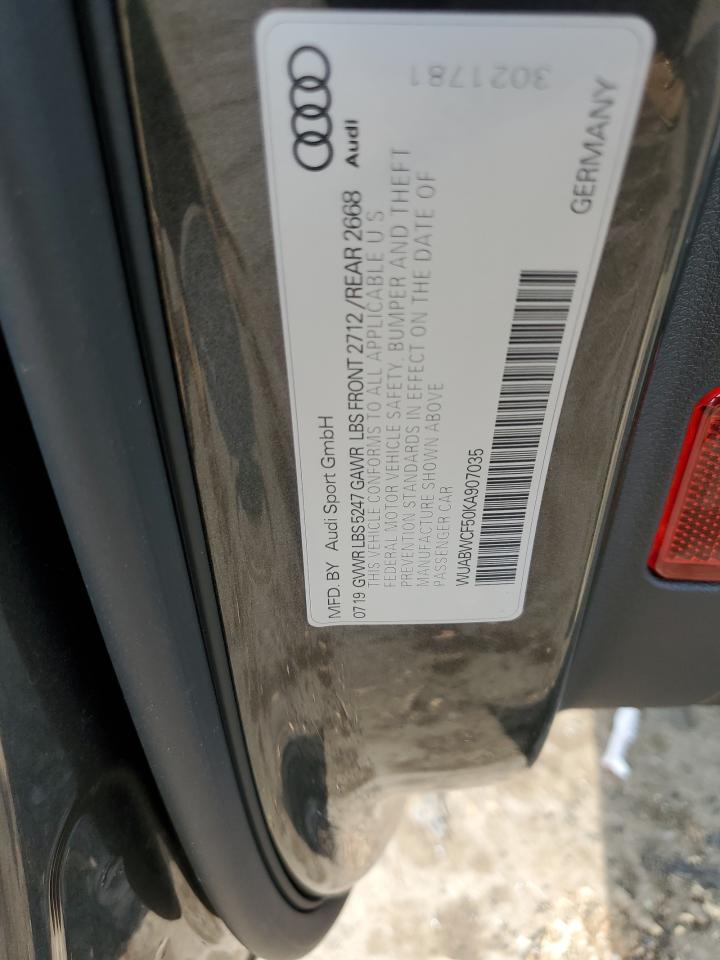 MFD. BY Audi Sport GmbH
Audi
0719 GVWR LBS 5247 GAWR LBS FRONT 2712 / REAR 2668
THIS VEHICLE CONFORMS TO ALL APPLICABLE U S
FEDERAL MOTOR VEHICLE SAFETY, BUMPER AND THEFT
PREVENTION STANDARDS IN EFFECT ON THE DATE OF
MANUFACTURE SHOWN ABOVE
PASSENGER CAR
WUABWCF50KA907035
GERMANY
3021781